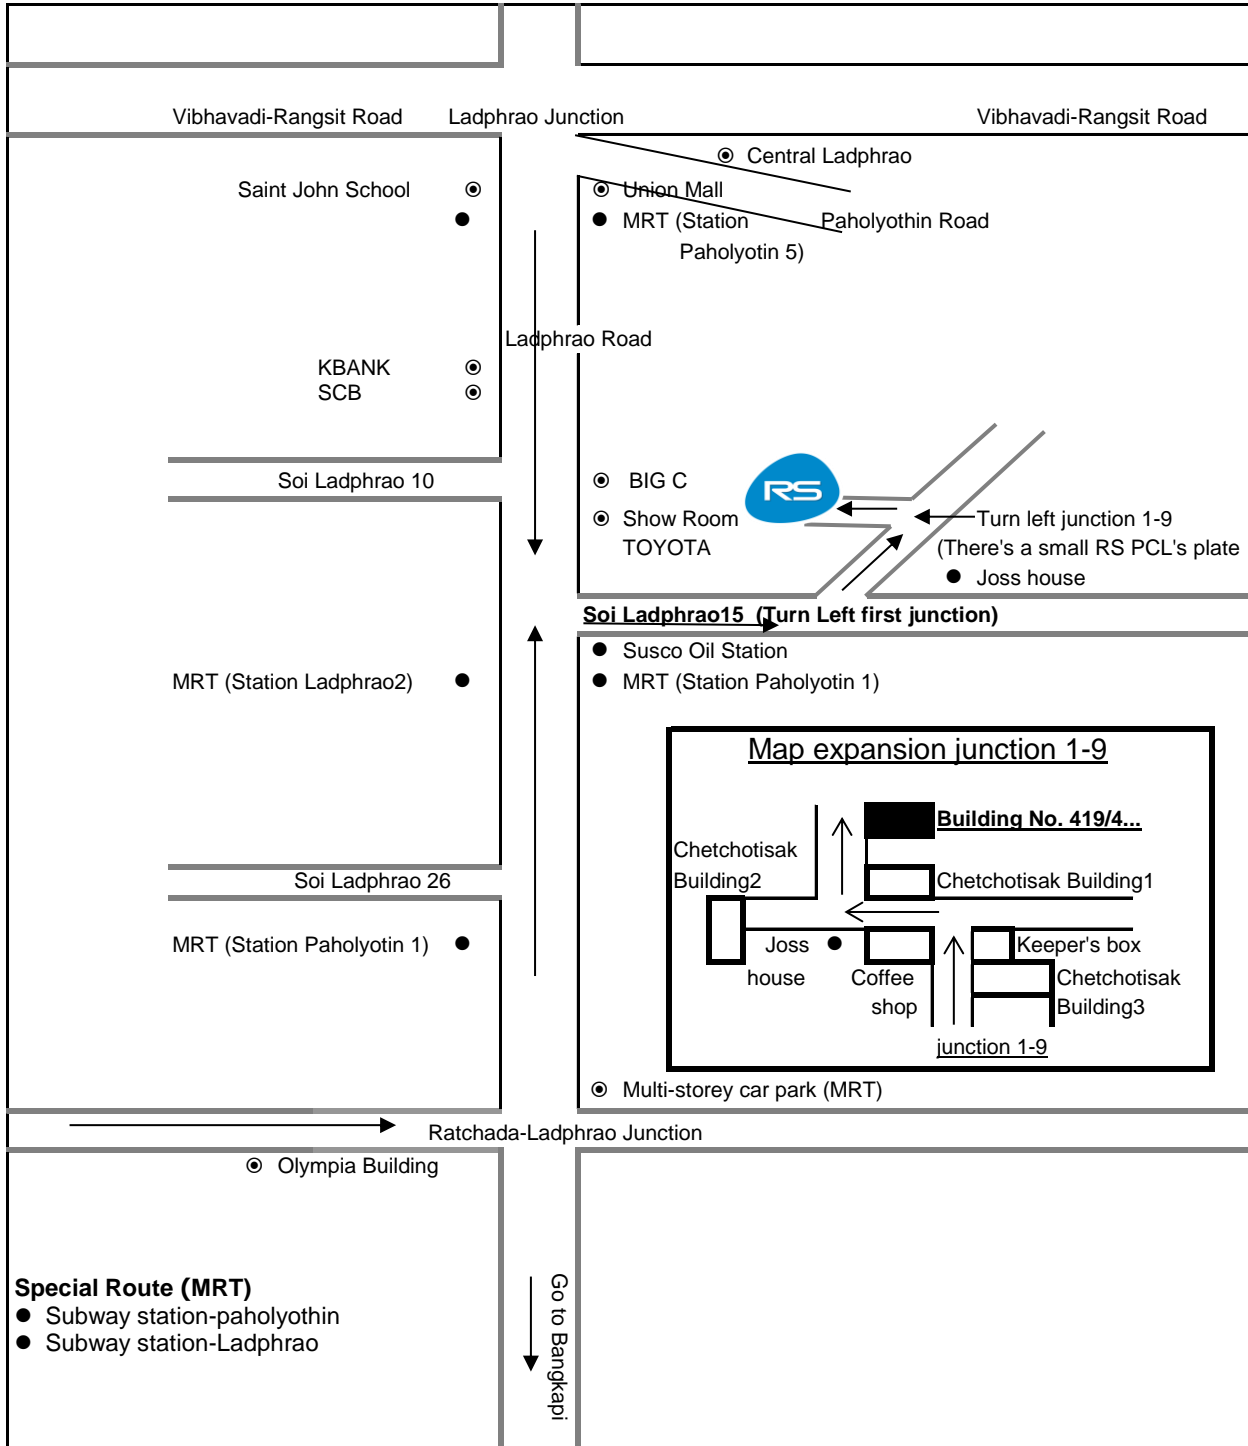 Vibhavadi-Rangsit Road Ladphrao Junction Vibhavadi-Rangsit Road
Central Ladphrao
Saint John School Union Mall
MRT (Station Paholyothin Road
Paholyotin 5)
Ladphrao Road
KBANK
SCB
Soi Ladphrao 10
BIG C
RS
Show Room
TOYOTA
Turn left junction 1-9
(There's a small RS PCL's plate
Joss house
Soi Ladphrao15 (Turn Left first junction)
Susco Oil Station
MRT (Station Ladphrao2) MRT (Station Paholyotin 1)
Map expansion junction 1-9
Building No. 419/4...
Chetchotisak
Building2
Chetchotisak Building1
Soi Ladphrao 26
MRT (Station Paholyotin 1)
Joss
house
Coffee
shop
Keeper's box
Chetchotisak
Building3
junction 1-9
Multi-storey car park (MRT)
Ratchada-Ladphrao Junction
Olympia Building
Special Route (MRT)
Subway station-paholyothin
Subway station-Ladphrao
Go to Bangkapi